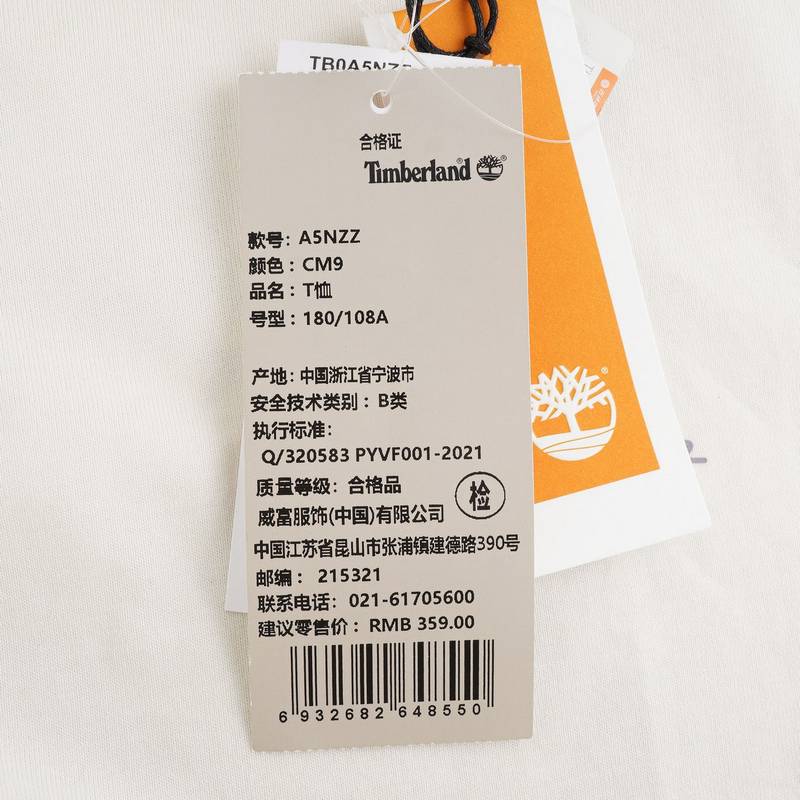 TB0A5NZ
合格证
Timberland®
款号: A5NZZ
颜色: CM9
品名: T恤
号型: 180/108A
产地: 中国浙江省宁波市
安全技术类别: B类
执行标准:
Q/320583 PYVF001-2021
质量等级: 合格品
检
威富服饰(中国)有限公司
中国江苏省昆山市张浦镇建德路390号
邮编: 215321
联系电话: 021-61705600
建议零售价: RMB 359.00
6 932682 648550